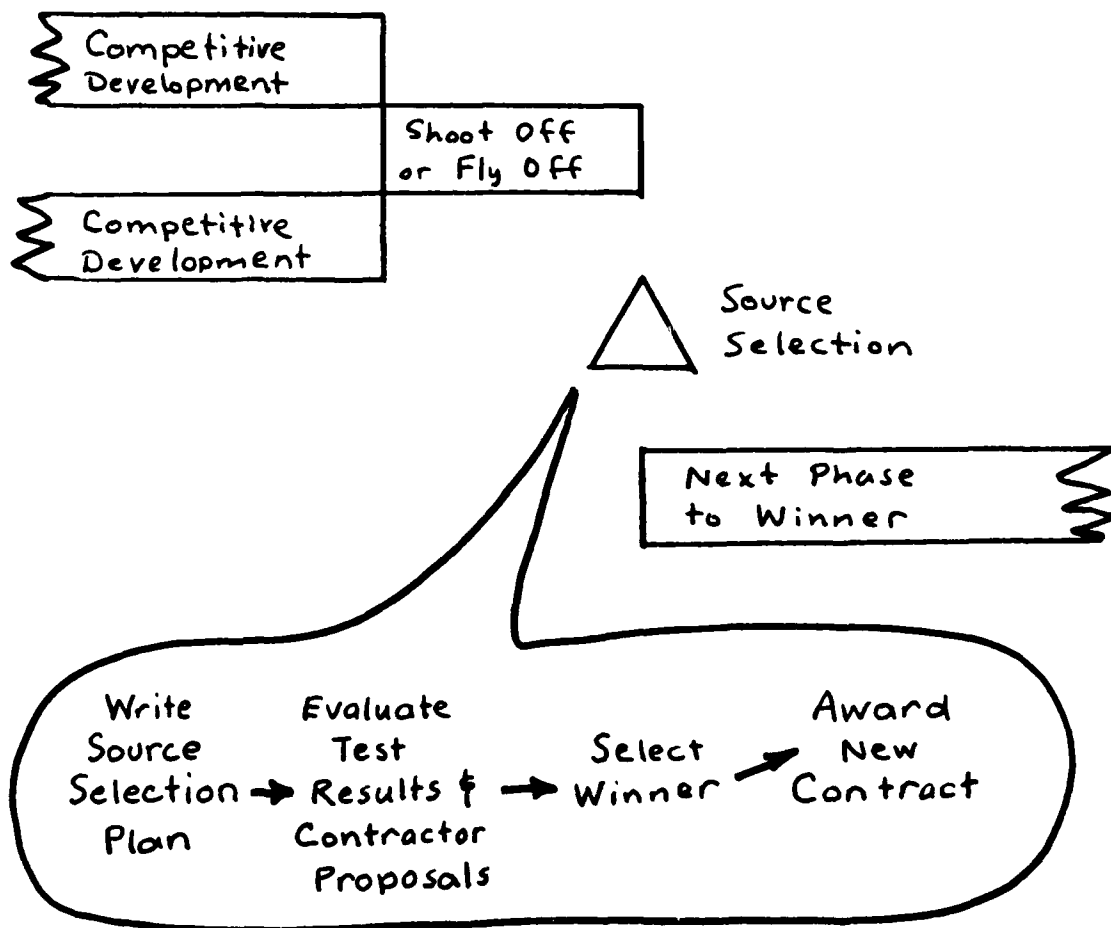 Competitive
Development
Shoot Off
or Fly Off
Competitive
Development
Source
Selection
Next Phase
to Winner
Write
Source
Selection
Plan
Evaluate
Test
Results &
Contractor
Proposals
Select
Winner
Award
New
Contract